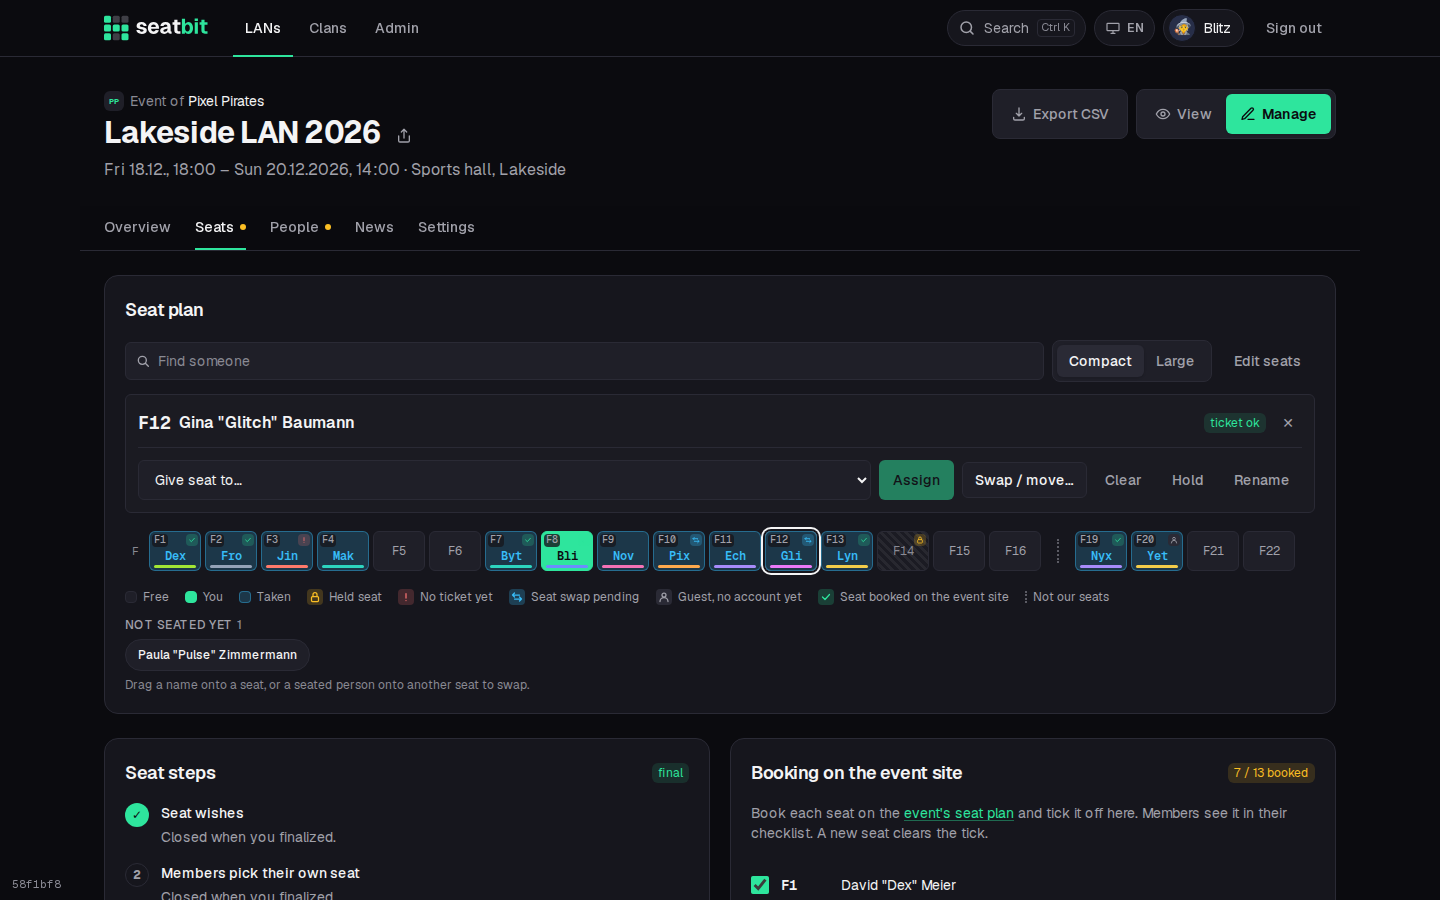 seatbit LANs Clans Admin Search Ctrl K EN Blitz Sign out
PP Event of Pixel Pirates
Lakeside LAN 2026
Export CSV View Manage
Fri 18.12., 18:00 – Sun 20.12.2026, 14:00 · Sports hall, Lakeside
Overview Seats People News Settings
Seat plan
Find someone Compact Large Edit seats
F12 Gina "Glitch" Baumann ticket ok ✕
Give seat to... Assign Swap / move... Clear Hold Rename
F F1 Dex F2 Fro F3 Jin F4 Mak F5 F6 F7 Byt F8 Bli F9 Nov F10 Pix F11 Ech F12 Gli F13 Lyn F14 F15 F16 F19 Nyx F20 Yet F21 F22
Free You Taken Held seat ! No ticket yet Seat swap pending Guest, no account yet Seat booked on the event site Not our seats
NOT SEATED YET 1
Paula "Pulse" Zimmermann
Drag a name onto a seat, or a seated person onto another seat to swap.
Seat steps final
✓ Seat wishes
Closed when you finalized.
2 Members pick their own seat
Closed when you finalized.
Booking on the event site 7 / 13 booked
Book each seat on the event's seat plan and tick it off here. Members see it in their
checklist. A new seat clears the tick.
F1 David "Dex" Meier
58f1bf8